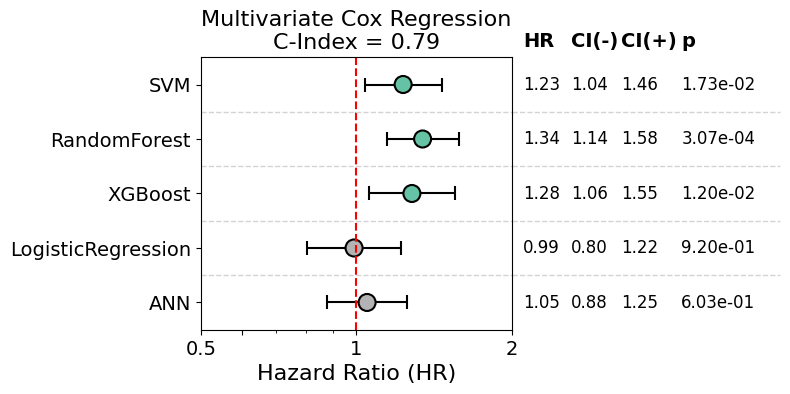 Multivariate Cox Regression
C-Index = 0.79
HR CI(-) CI(+) p
SVM 1.23 1.04 1.46 1.73e-02
RandomForest 1.34 1.14 1.58 3.07e-04
XGBoost 1.28 1.06 1.55 1.20e-02
LogisticRegression 0.99 0.80 1.22 9.20e-01
ANN 1.05 0.88 1.25 6.03e-01
0.5 1 2
Hazard Ratio (HR)